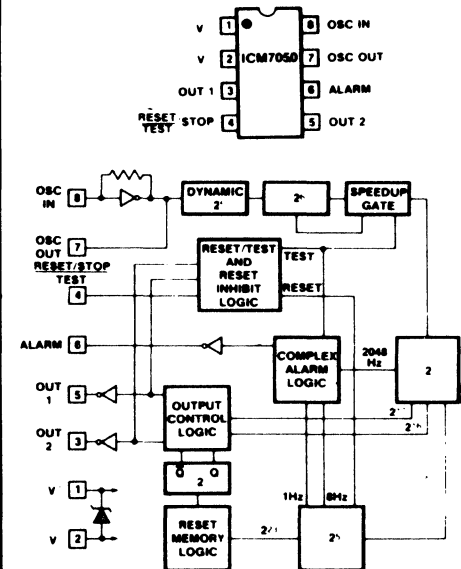 V 1 ICM7050 8 OSC IN
V 2 7 OSC OUT
OUT 1 3 6 ALARM
RESET STOP 4 5 OUT 2
TEST
OSC IN 8
DYNAMIC 2
2
SPEEDUP GATE
OSC OUT 7
RESET/STOP
TEST
4
RESET/TEST AND RESET INHIBIT LOGIC
TEST
RESET
ALARM 6
COMPLEX ALARM LOGIC
2048 Hz
2
OUT 1 5
OUT 2 3
OUTPUT CONTROL LOGIC
Q Q
2
V 1
V 2
1Hz 8Hz
RESET MEMORY LOGIC